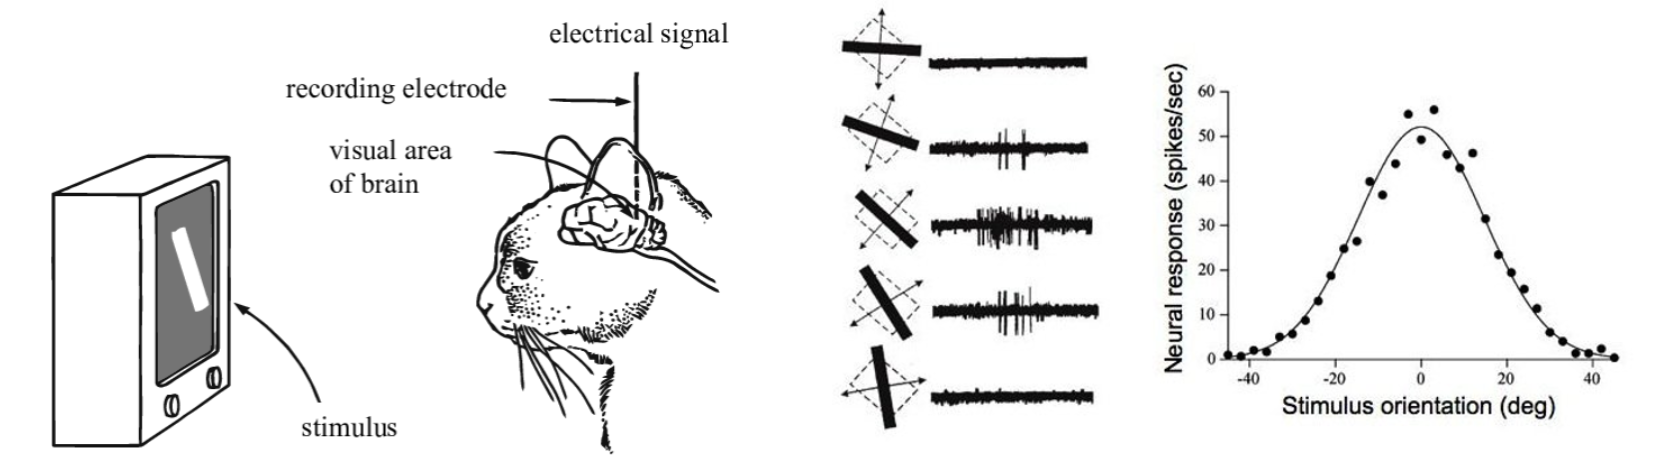 electrical signal
recording electrode
visual area
of brain
stimulus
Neural response (spikes/sec)
60
50
40
30
20
10
0
-40
-20
0
20
40
Stimulus orientation (deg)